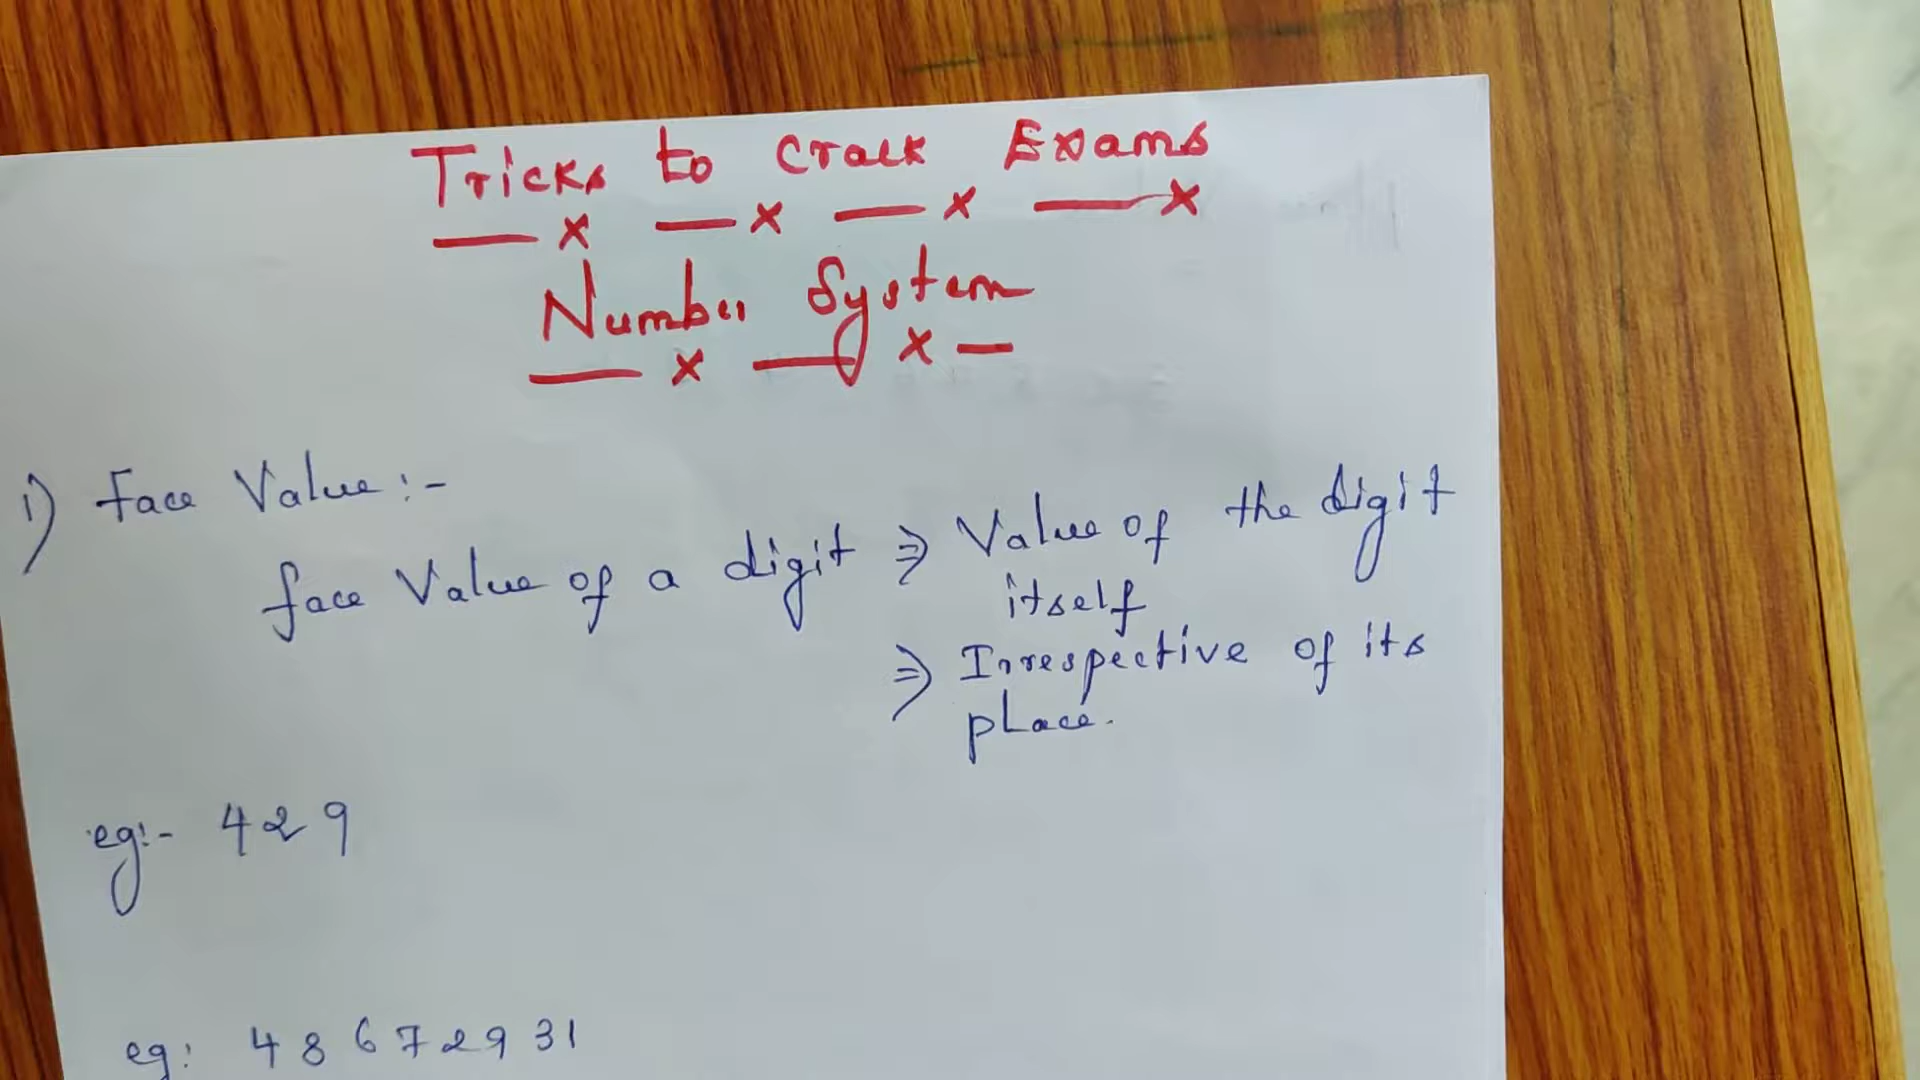 Tricks to Crack Exams
Number System
1) Face Value:-
face Value of a digit ⇒ Value of the digit
itself
⇒ Irrespective of its
place.
eg:- 429
eg: 48672931